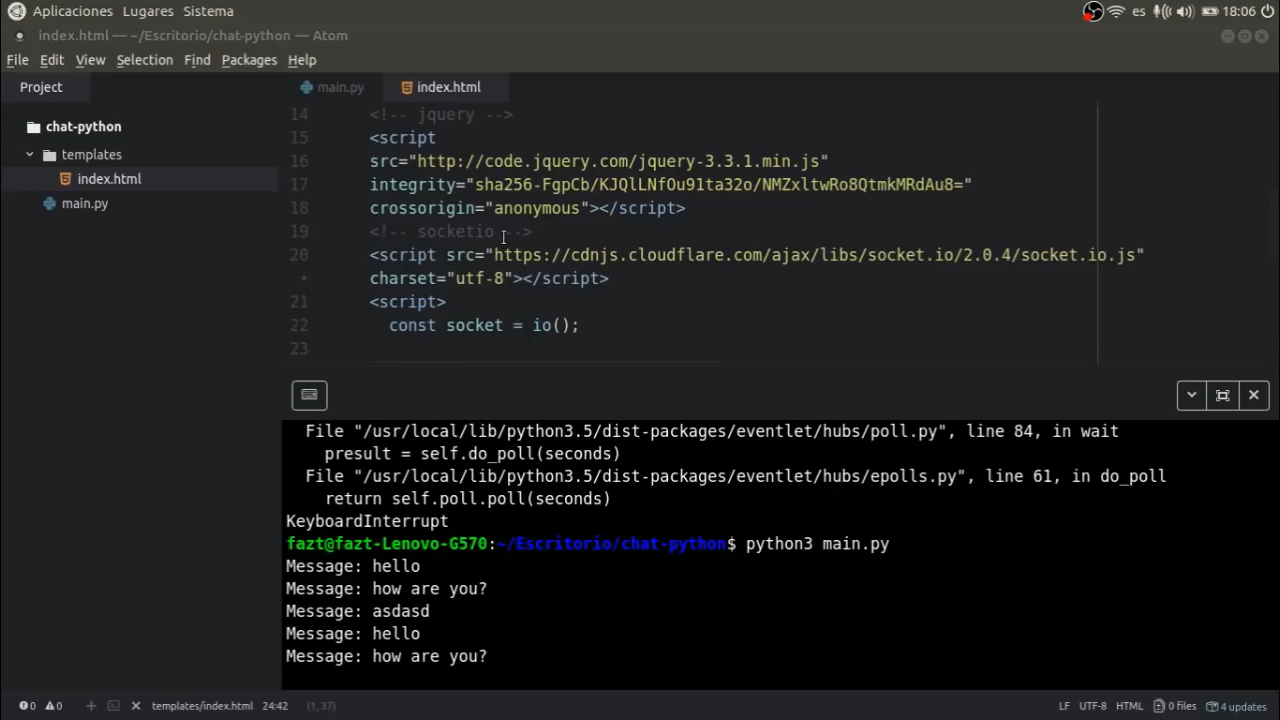 Aplicaciones Lugares Sistema
es 18:06
index.html — ~/Escritorio/chat-python — Atom
File Edit View Selection Find Packages Help
Project
main.py
index.html
chat-python
templates
index.html
main.py
14 <!-- jquery -->
15 <script
16 src="http://code.jquery.com/jquery-3.3.1.min.js"
17 integrity="sha256-FgpCb/KJQlLNfOu91ta32o/NMZxltwRo8QtmkMRdAu8="
18 crossorigin="anonymous"></script>
19 <!-- socketio -->
20 <script src="https://cdnjs.cloudflare.com/ajax/libs/socket.io/2.0.4/socket.io.js"
• charset="utf-8"></script>
21 <script>
22 const socket = io();
23
File "/usr/local/lib/python3.5/dist-packages/eventlet/hubs/poll.py", line 84, in wait
presult = self.do_poll(seconds)
File "/usr/local/lib/python3.5/dist-packages/eventlet/hubs/epolls.py", line 61, in do_poll
return self.poll.poll(seconds)
KeyboardInterrupt
fazt@fazt-Lenovo-G570:~/Escritorio/chat-python$ python3 main.py
Message: hello
Message: how are you?
Message: asdasd
Message: hello
Message: how are you?
0 0 templates/index.html 24:42 (1, 37)
LF UTF-8 HTML 0 files 4 updates